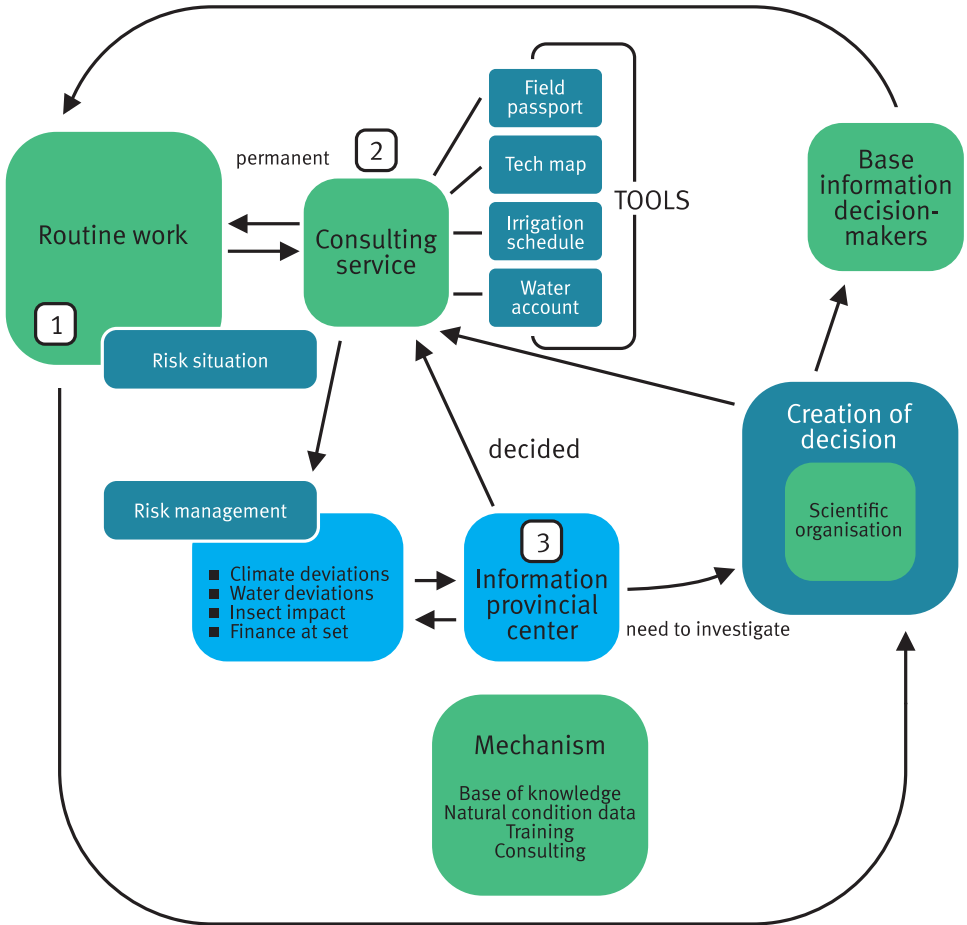 Field
passport
permanent
2
Tech map
TOOLS
Base
information
decision-
makers
Routine work
Consulting
service
Irrigation
schedule
Water
account
1
Risk situation
Creation of
decision
decided
Scientific
organisation
Risk management
3
Climate deviations
Water deviations
Insect impact
Finance at set
Information
provincial
center
need to investigate
Mechanism
Base of knowledge
Natural condition data
Training
Consulting